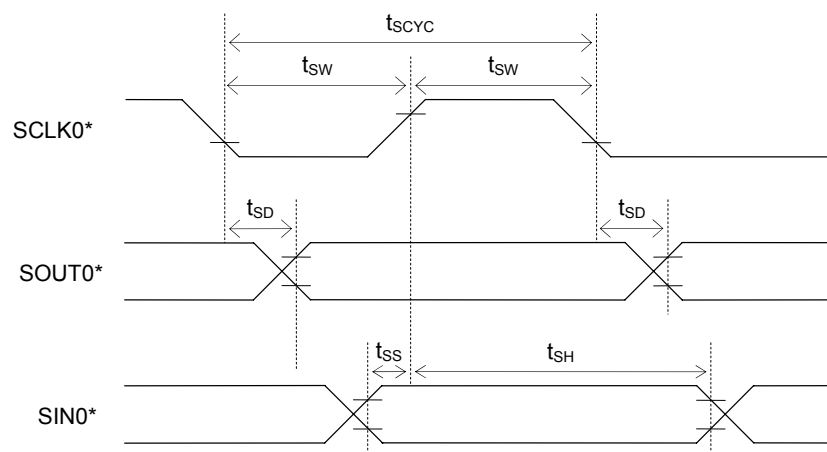 tSCYC
tSW tSW
SCLK0*
tSD tSD
SOUT0*
tSS tSH
SIN0*